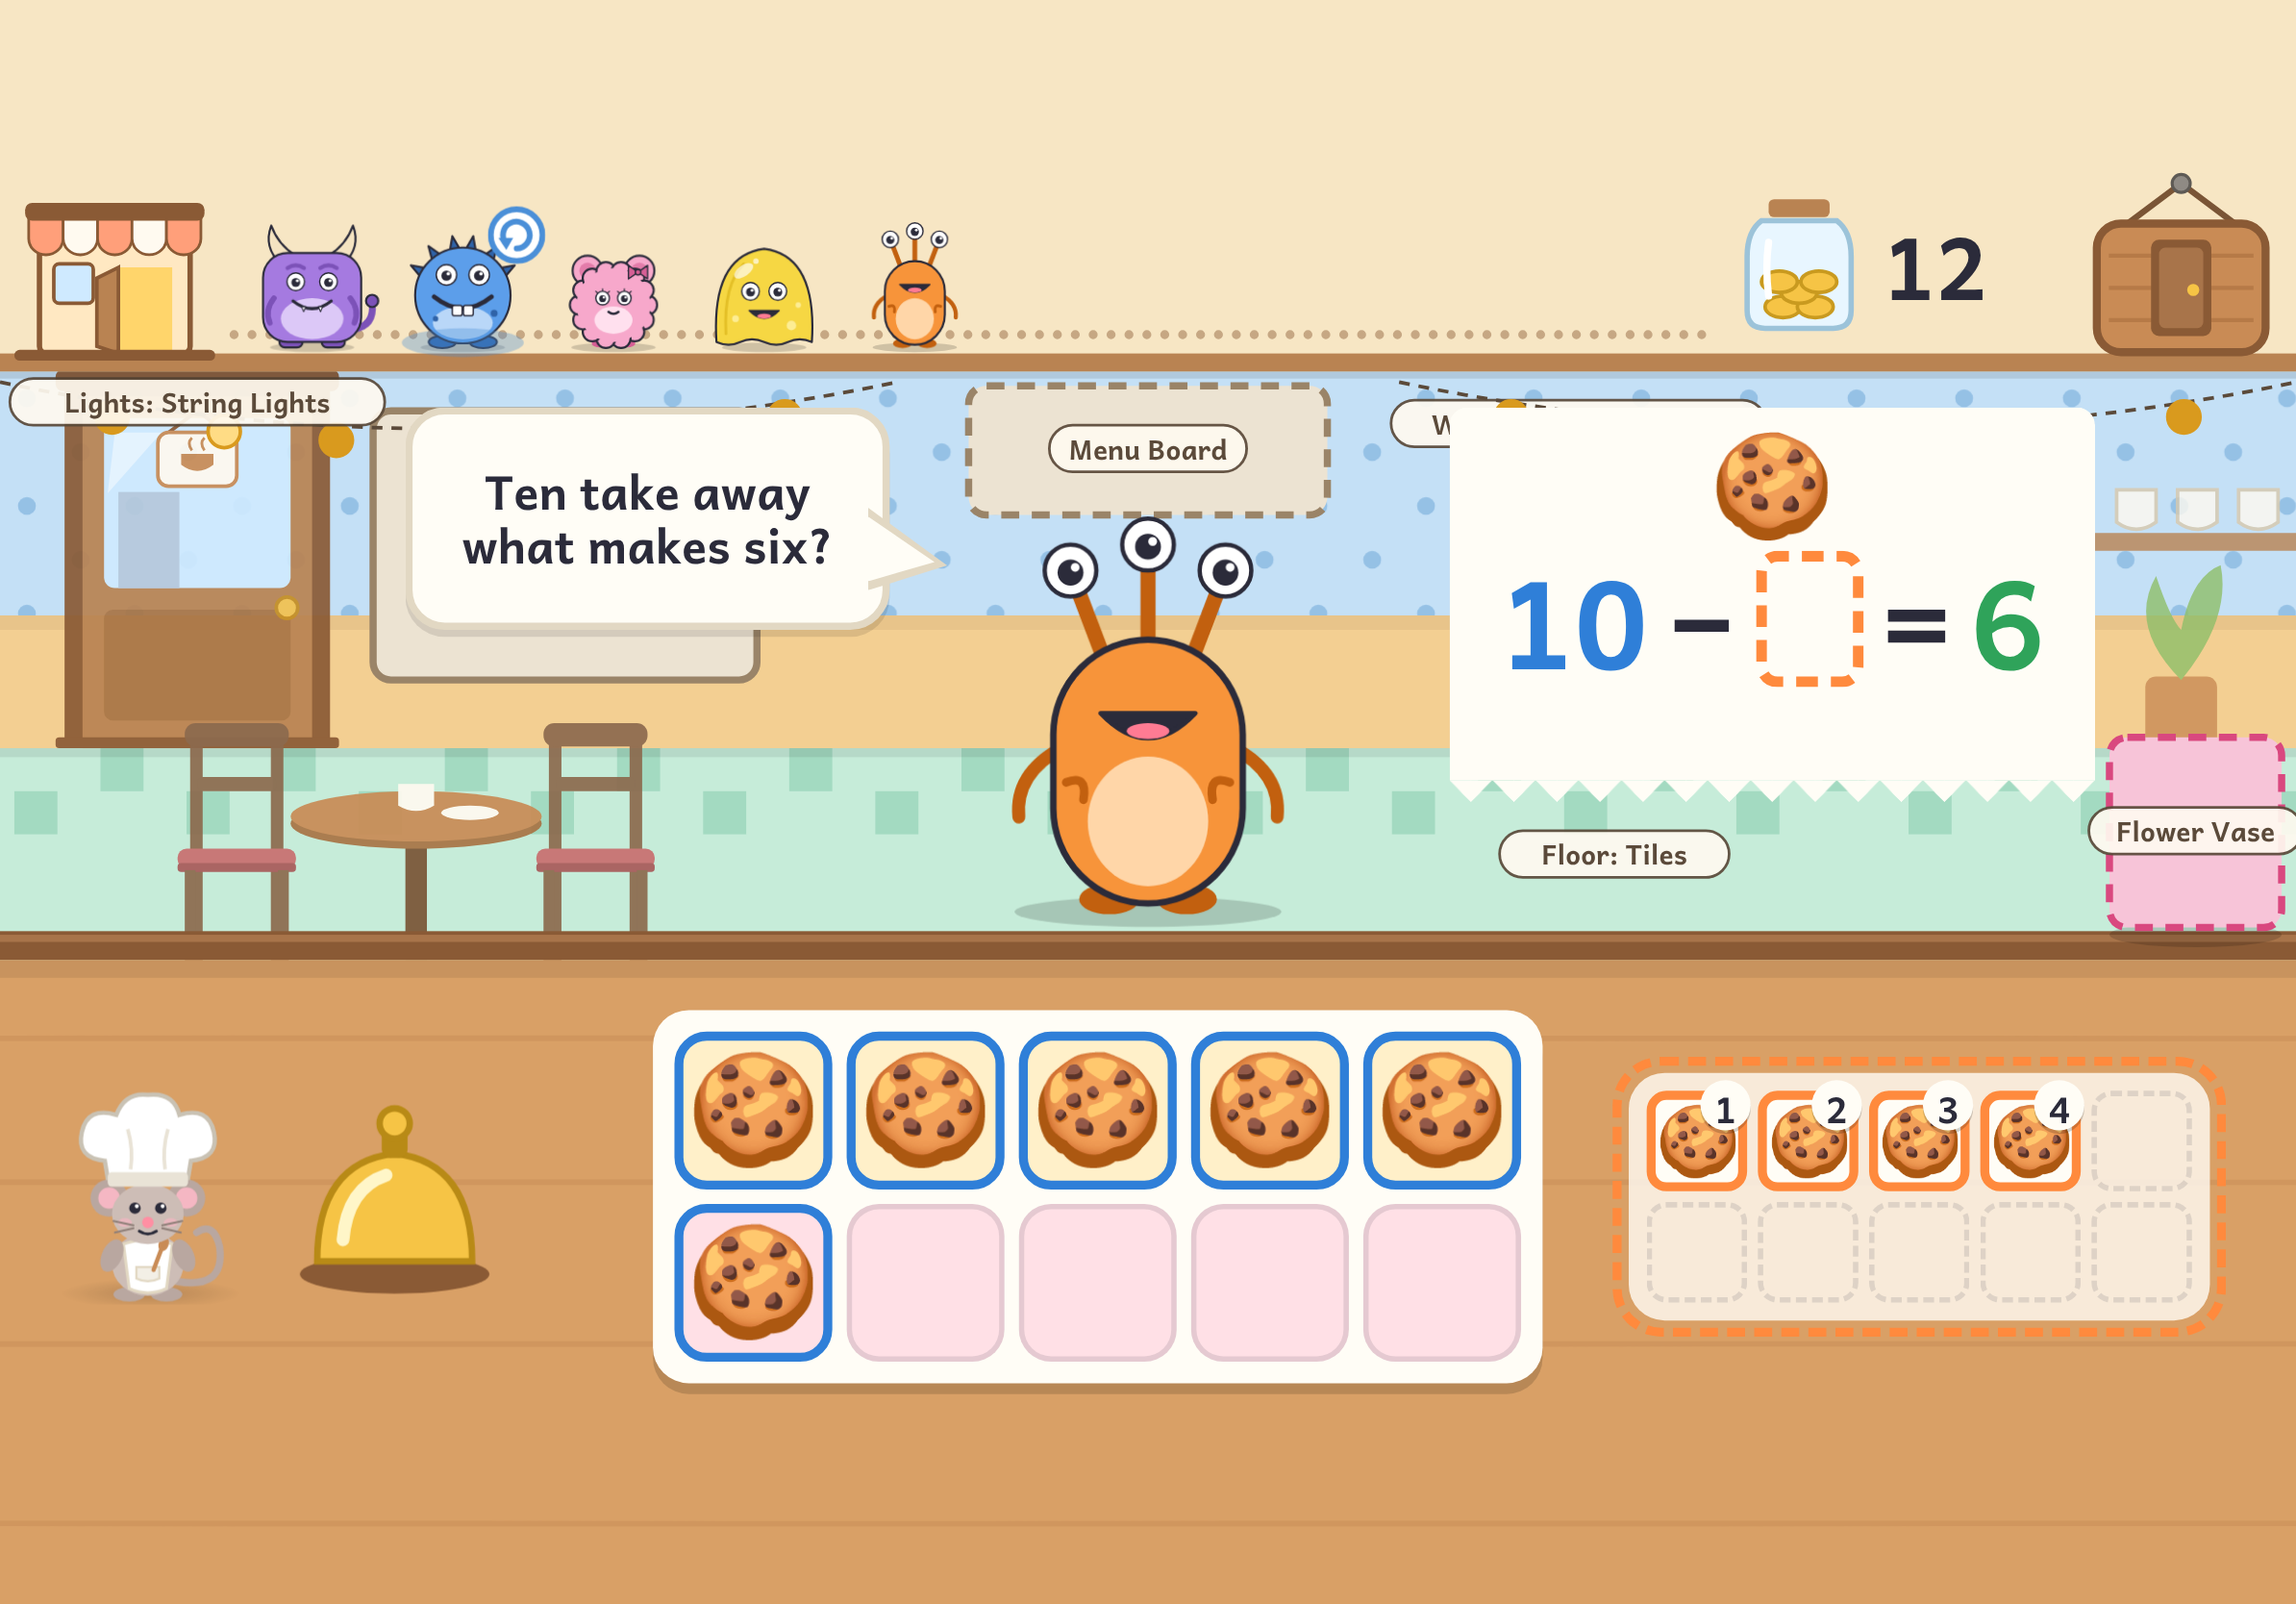 12
Lights: String Lights
Menu Board
W
Ten take away
what makes six?
10 – = 6
Floor: Tiles
Flower Vase
1 2 3 4